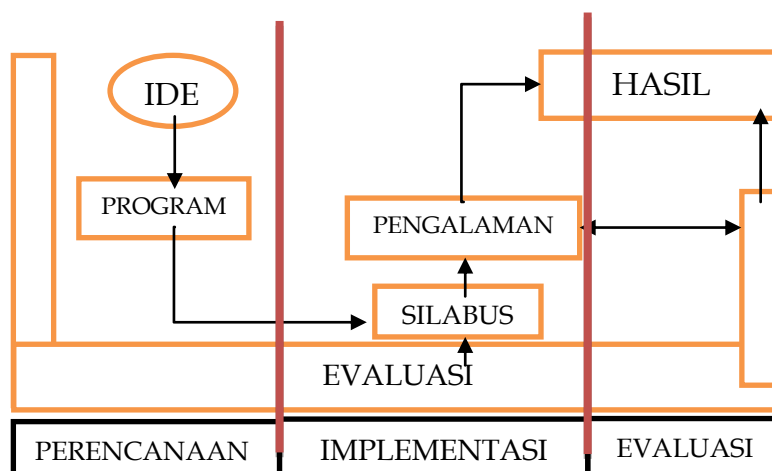 IDE
HASIL
PROGRAM
PENGALAMAN
SILABUS
EVALUASI
PERENCANAAN
IMPLEMENTASI
EVALUASI